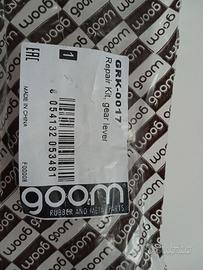 GRK-0017
Repair Kit, gear lever
1
EAC
MADE IN CHINA
F00008
6 054132 053481
goo.m
RUBBER AND METAL PARTS